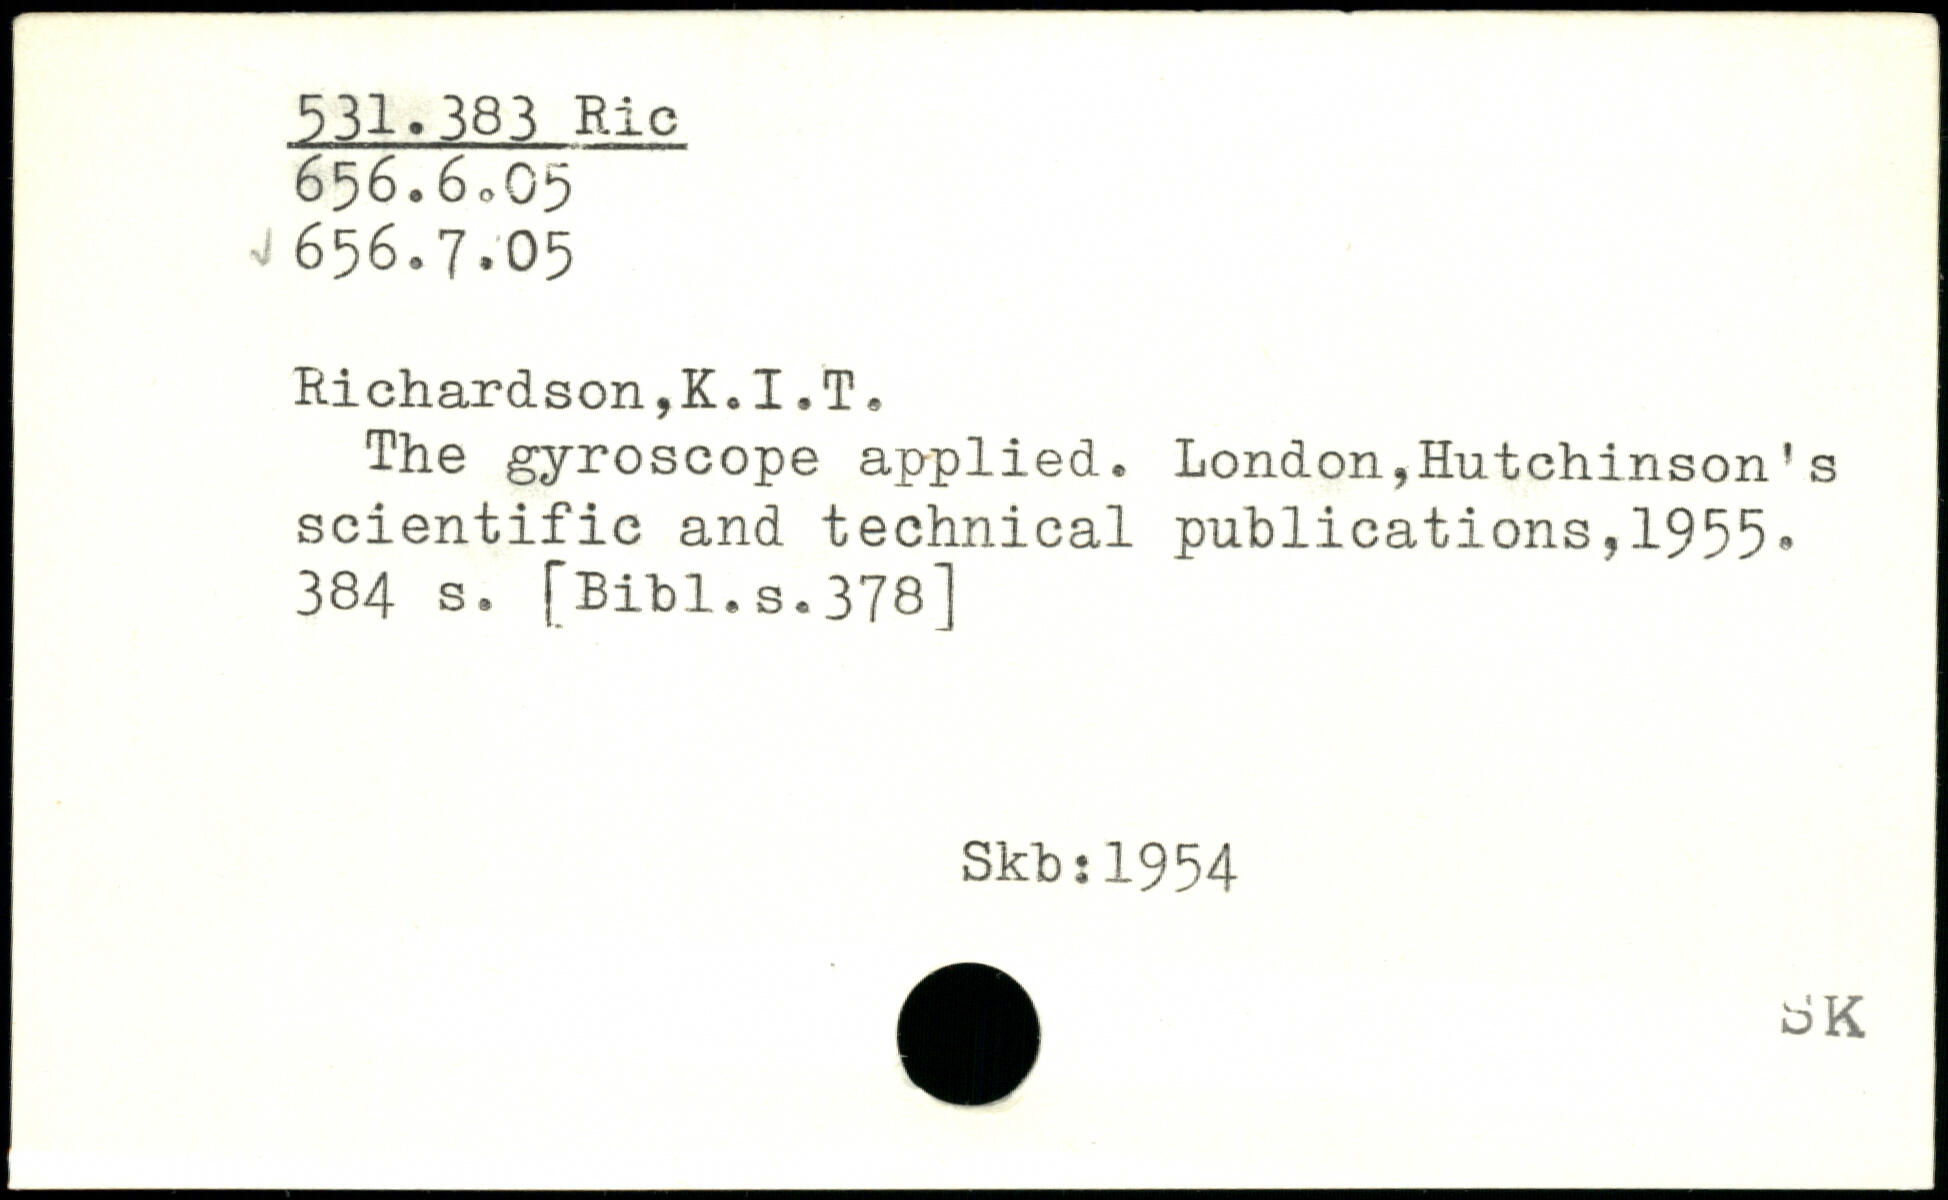 531.383 Ric
656.6.05
656.7.05
Richardson,K.I.T.
The gyroscope applied. London,Hutchinson's
scientific and technical publications,1955.
384 s. [Bibl.s.378]
Skb:1954
SK